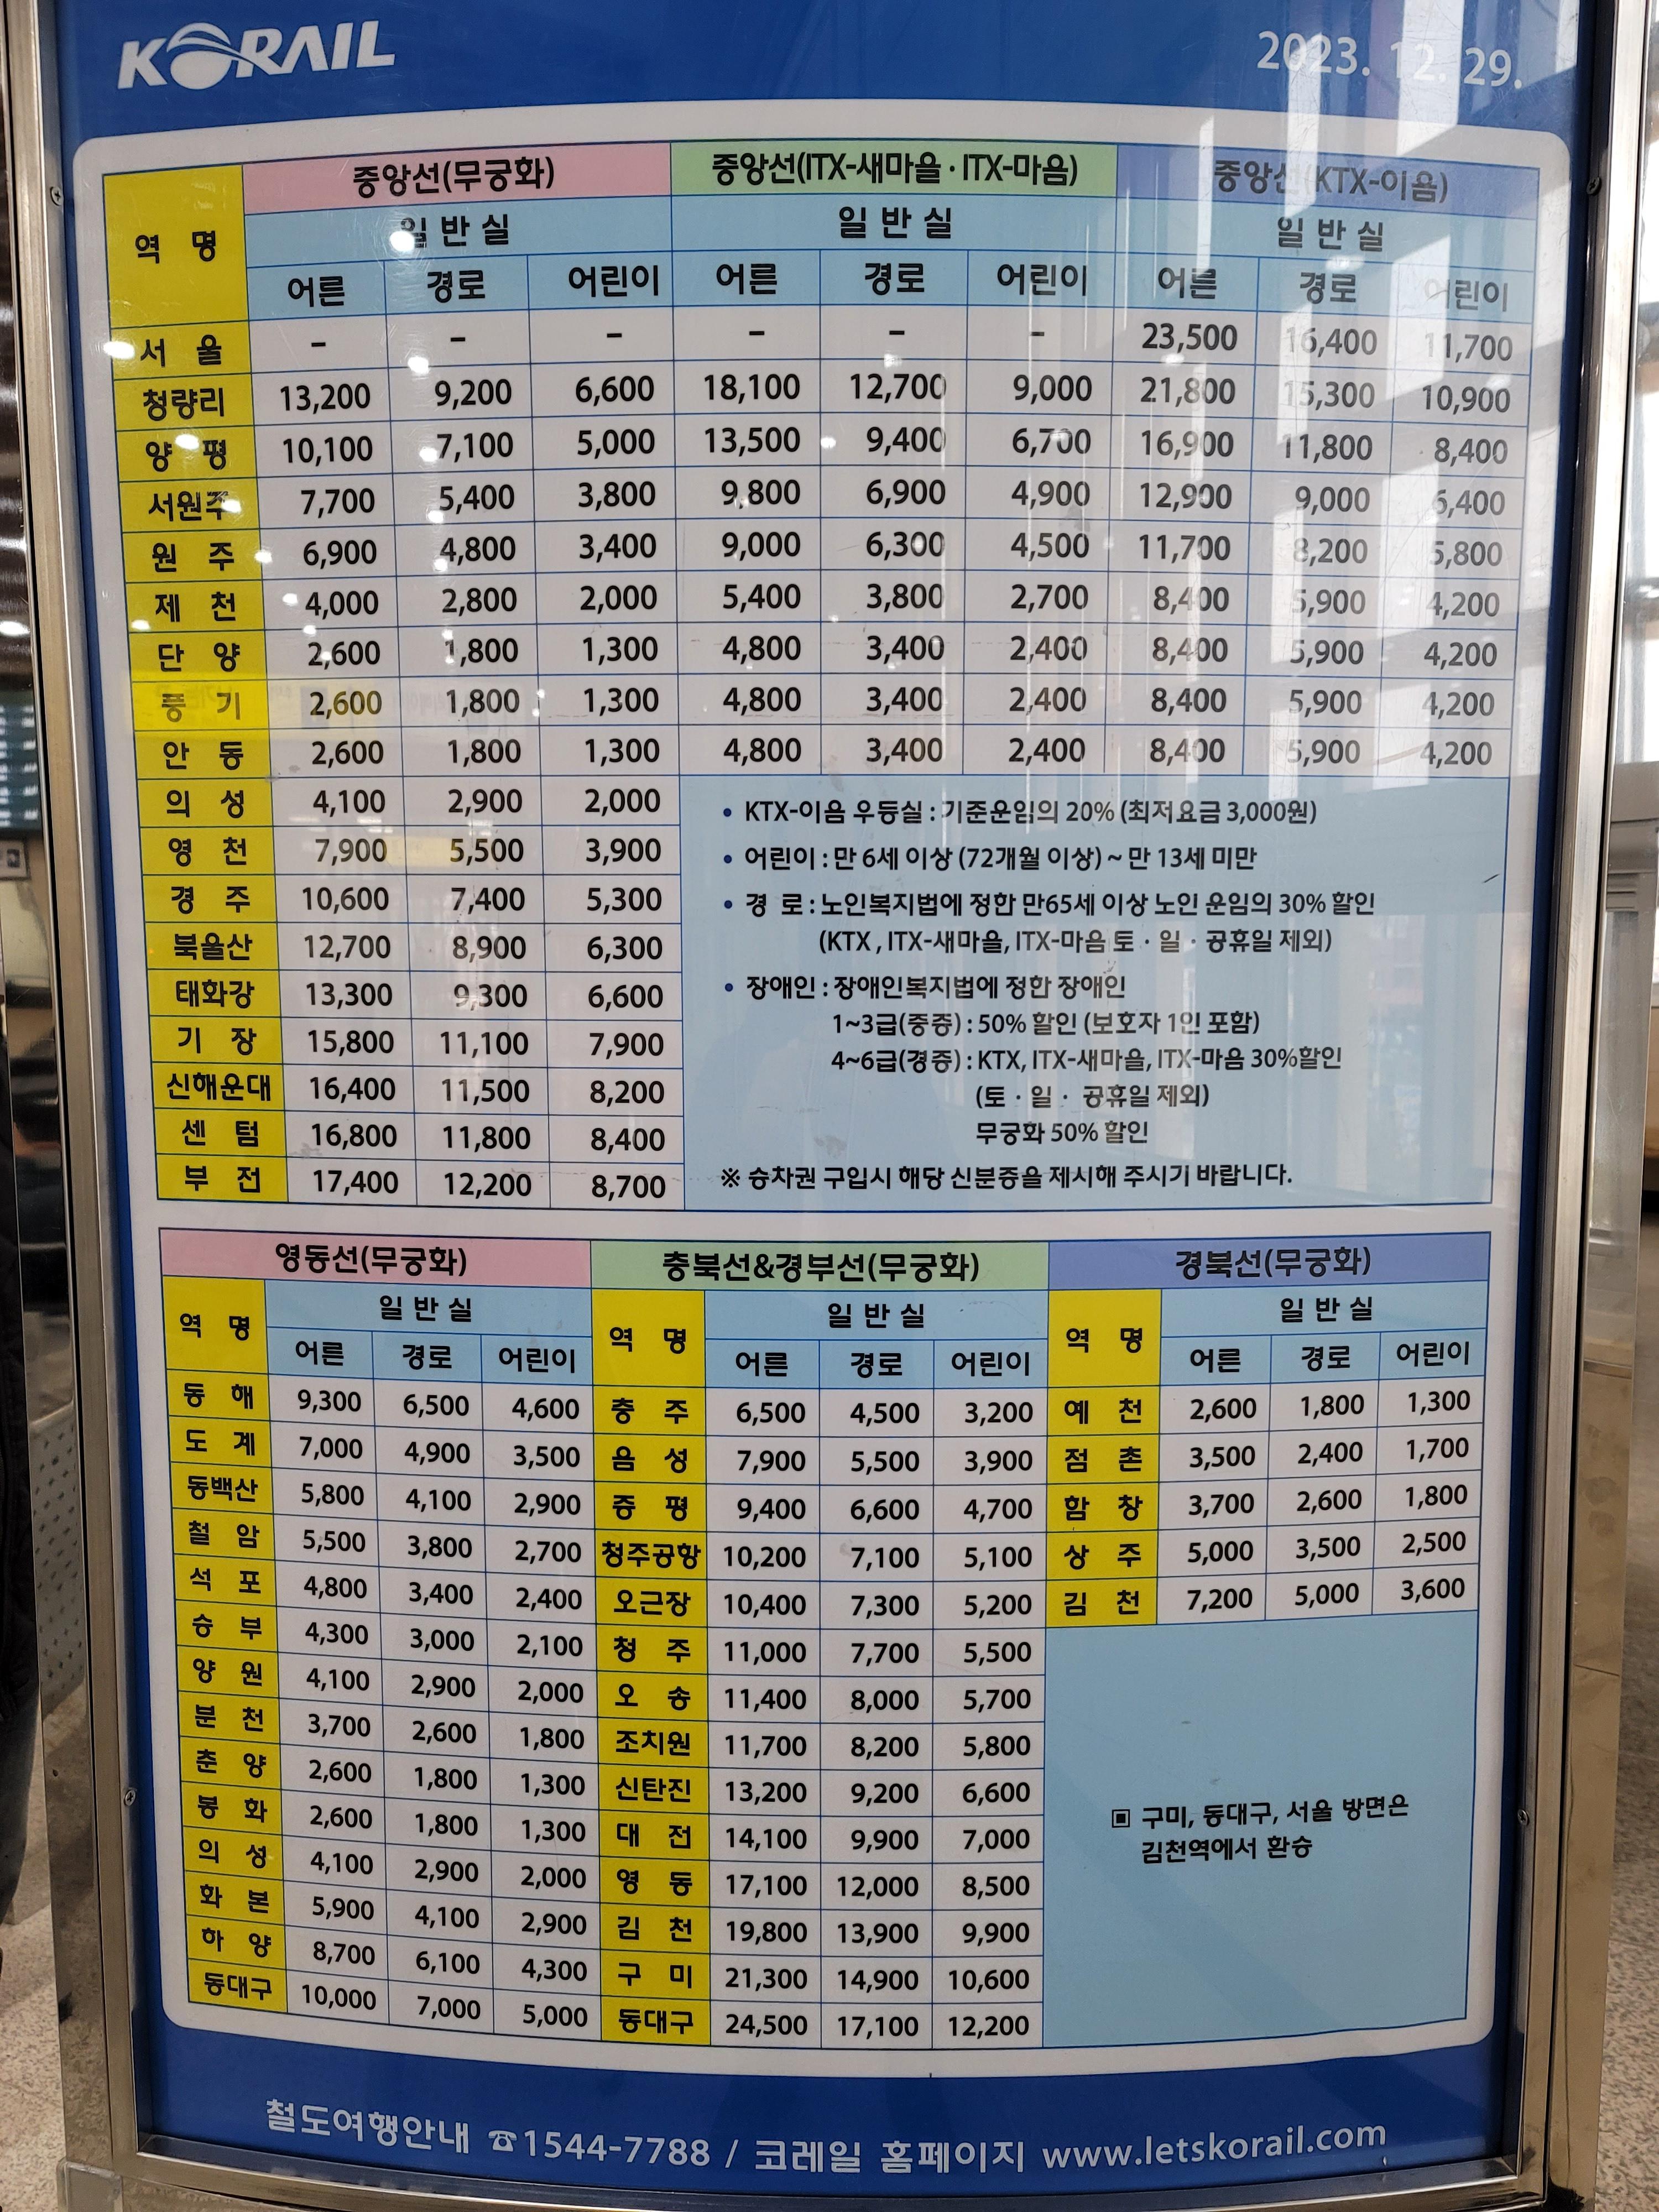 KORAIL
2023. 12. 29.
역 명 중앙선(무궁화) 중앙선(ITX-새마을 · ITX-마음) 중앙선(KTX-이음)
일 반 실 일 반 실 일 반 실
어른 경로 어린이 어른 경로 어린이 어른 경로 어린이
서 울 – – – – – – 23,500 16,400 11,700
청량리 13,200 9,200 6,600 18,100 12,700 9,000 21,800 15,300 10,900
양 평 10,100 7,100 5,000 13,500 9,400 6,700 16,900 11,800 8,400
서원주 7,700 5,400 3,800 9,800 6,900 4,900 12,900 9,000 6,400
원 주 6,900 4,800 3,400 9,000 6,300 4,500 11,700 8,200 5,800
제 천 4,000 2,800 2,000 5,400 3,800 2,700 8,400 5,900 4,200
단 양 2,600 1,800 1,300 4,800 3,400 2,400 8,400 5,900 4,200
풍 기 2,600 1,800 1,300 4,800 3,400 2,400 8,400 5,900 4,200
안 동 2,600 1,800 1,300 4,800 3,400 2,400 8,400 5,900 4,200
의 성 4,100 2,900 2,000
영 천 7,900 5,500 3,900
경 주 10,600 7,400 5,300
북울산 12,700 8,900 6,300
태화강 13,300 9,300 6,600
기 장 15,800 11,100 7,900
신해운대 16,400 11,500 8,200
센 텀 16,800 11,800 8,400
부 전 17,400 12,200 8,700
• KTX-이음 우등실 : 기준운임의 20% (최저요금 3,000원)
• 어린이 : 만 6세 이상 (72개월 이상) ~ 만 13세 미만
• 경 로 : 노인복지법에 정한 만65세 이상 노인 운임의 30% 할인
(KTX , ITX-새마을, ITX-마음 토 · 일 · 공휴일 제외)
• 장애인 : 장애인복지법에 정한 장애인
1~3급(중증) : 50% 할인 (보호자 1인 포함)
4~6급(경증) : KTX, ITX-새마을, ITX-마음 30%할인
(토 · 일 · 공휴일 제외)
무궁화 50% 할인
※ 승차권 구입시 해당 신분증을 제시해 주시기 바랍니다.
영동선(무궁화)
역 명 일 반 실
어른 경로 어린이
동 해 9,300 6,500 4,600
도 계 7,000 4,900 3,500
동백산 5,800 4,100 2,900
철 암 5,500 3,800 2,700
석 포 4,800 3,400 2,400
승 부 4,300 3,000 2,100
양 원 4,100 2,900 2,000
분 천 3,700 2,600 1,800
춘 양 2,600 1,800 1,300
봉 화 2,600 1,800 1,300
의 성 4,100 2,900 2,000
화 본 5,900 4,100 2,900
하 양 8,700 6,100 4,300
동대구 10,000 7,000 5,000
충북선&경부선(무궁화)
역 명 일 반 실
어른 경로 어린이
충 주 6,500 4,500 3,200
음 성 7,900 5,500 3,900
증 평 9,400 6,600 4,700
청주공항 10,200 7,100 5,100
오근장 10,400 7,300 5,200
청 주 11,000 7,700 5,500
오 송 11,400 8,000 5,700
조치원 11,700 8,200 5,800
신탄진 13,200 9,200 6,600
대 전 14,100 9,900 7,000
영 동 17,100 12,000 8,500
김 천 19,800 13,900 9,900
구 미 21,300 14,900 10,600
동대구 24,500 17,100 12,200
경북선(무궁화)
역 명 일 반 실
어른 경로 어린이
예 천 2,600 1,800 1,300
점 촌 3,500 2,400 1,700
함 창 3,700 2,600 1,800
상 주 5,000 3,500 2,500
김 천 7,200 5,000 3,600
▣ 구미, 동대구, 서울 방면은
김천역에서 환승
철도여행안내 ☎1544-7788 / 코레일 홈페이지 www.letskorail.com